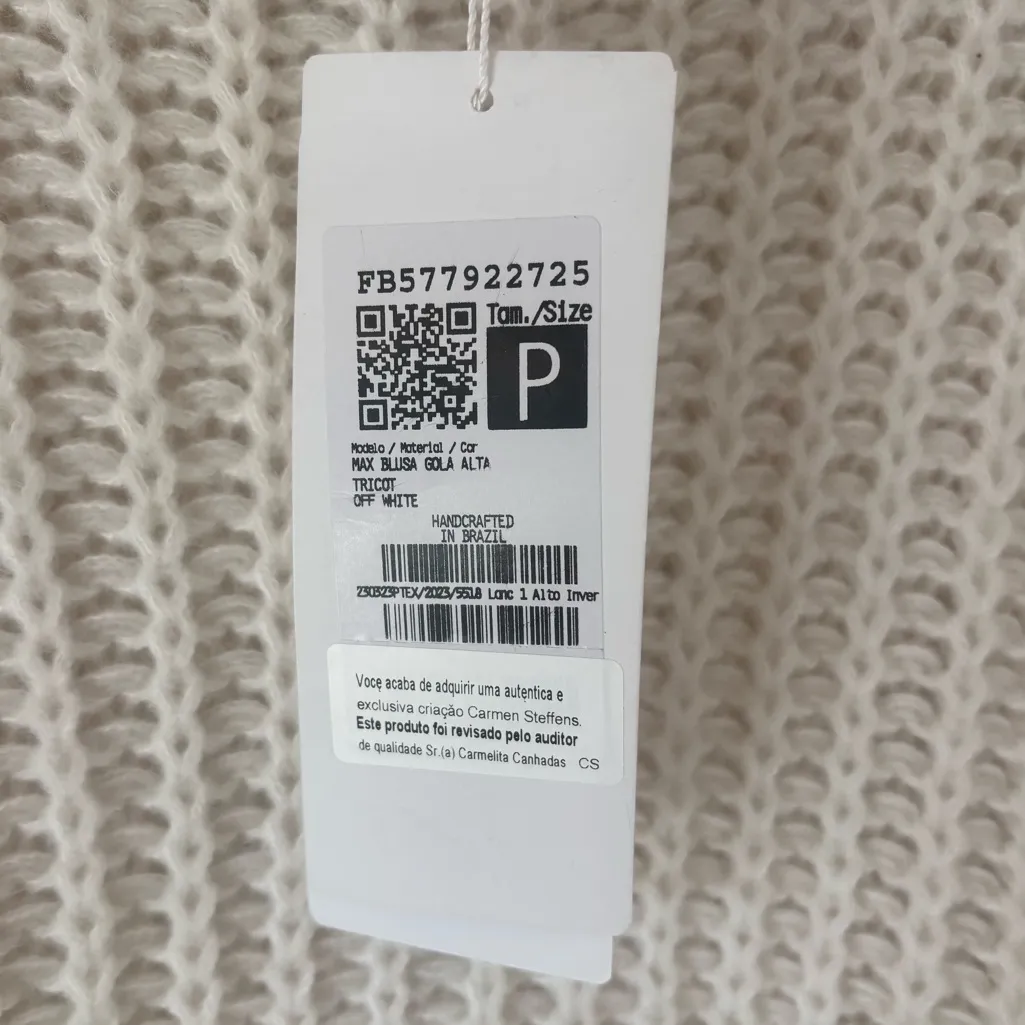 FB577922725
Tam./Size
P
Modelo / Material / Cor
MAX BLUSA GOLA ALTA
TRICOT
OFF WHITE
HANDCRAFTED
IN BRAZIL
230323PTEX/2023/5518 Lanc 1 Alto Inver
Você acaba de adquirir uma autentica e
exclusiva criação Carmen Steffens.
Este produto foi revisado pelo auditor
de qualidade Sr.(a) Carmelita Canhadas CS